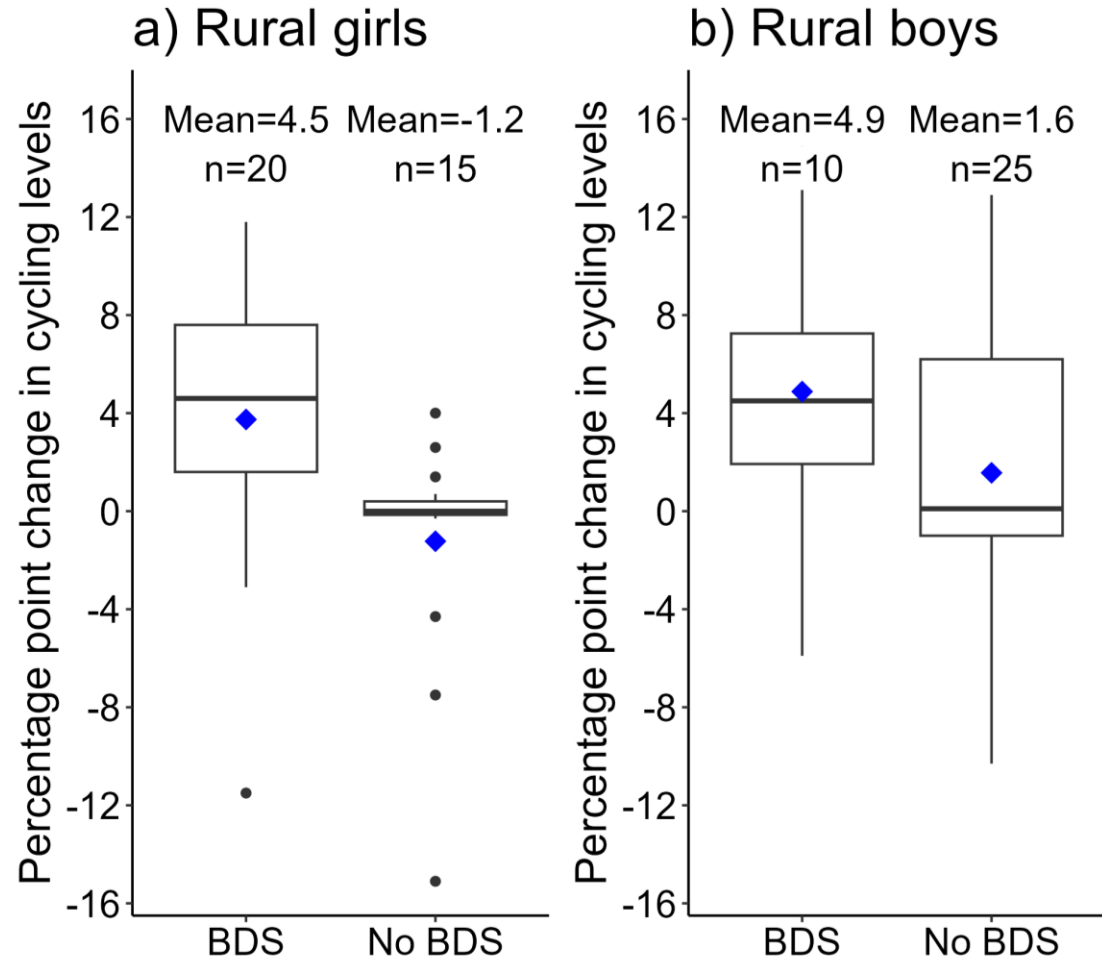 a) Rural girls
Percentage point change in cycling levels
Mean=4.5 Mean=-1.2
n=20 n=15
16
12
8
4
0
-4
-8
-12
-16
BDS No BDS
b) Rural boys
Percentage point change in cycling levels
Mean=4.9 Mean=1.6
n=10 n=25
16
12
8
4
0
-4
-8
-12
-16
BDS No BDS